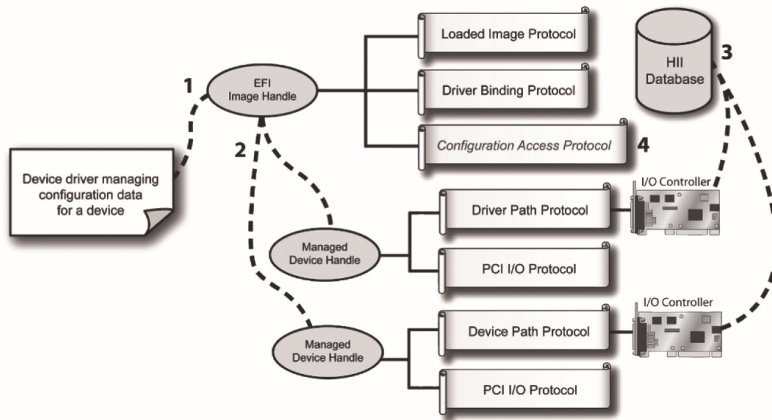 Loaded Image Protocol
3
HII
Database
1
EFI
Image Handle
Driver Binding Protocol
2
Configuration Access Protocol
4
Device driver managing
configuration data
for a device
I/O Controller
Driver Path Protocol
Managed
Device Handle
PCI I/O Protocol
I/O Controller
Device Path Protocol
Managed
Device Handle
PCI I/O Protocol